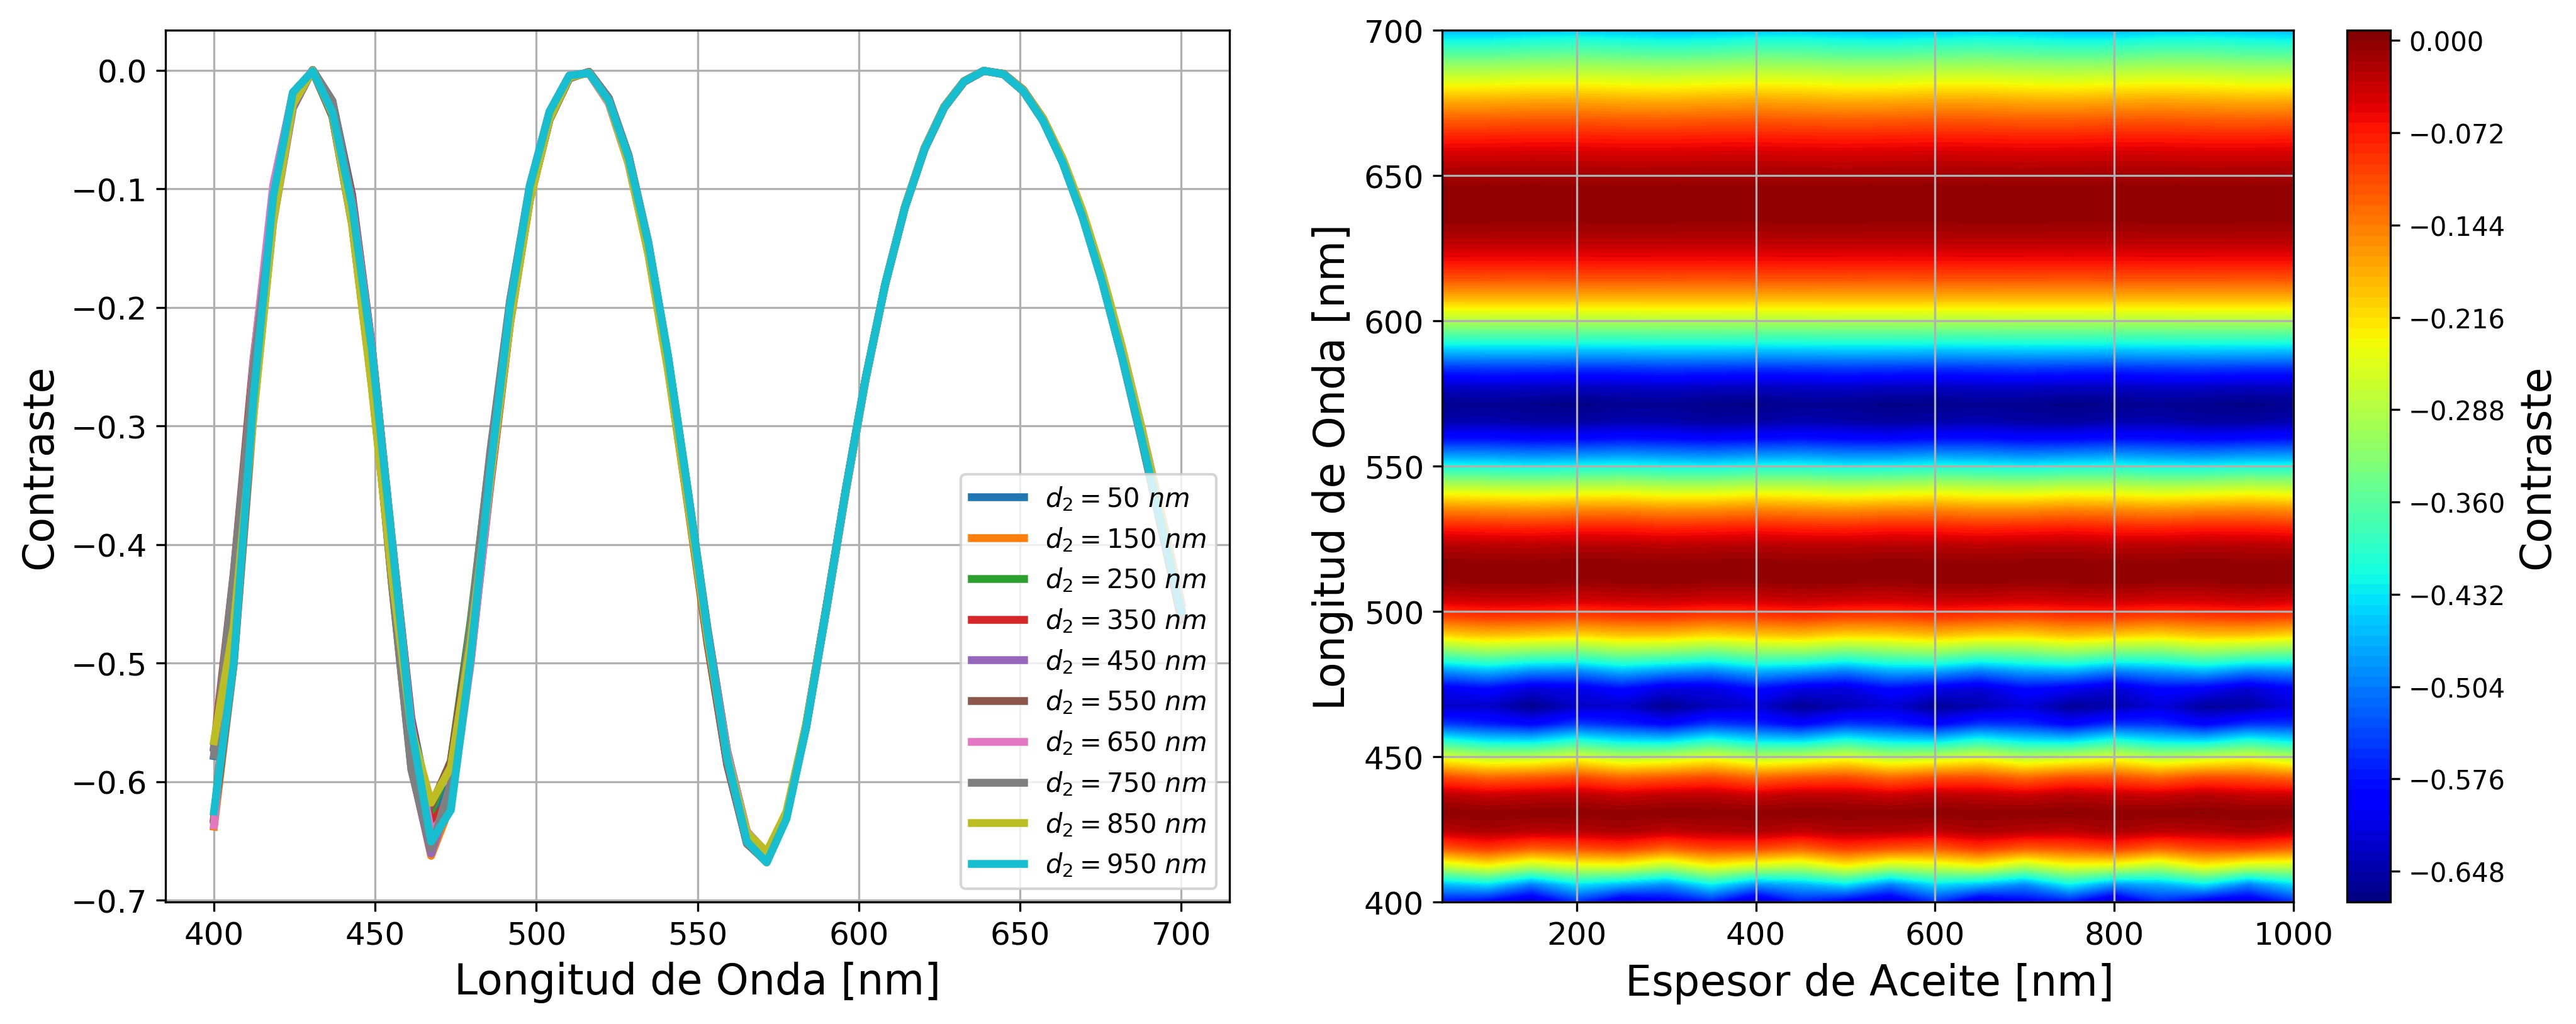 0.0
−0.1
−0.2
−0.3
−0.4
−0.5
−0.6
−0.7
Contraste
400 450 500 550 600 650 700
Longitud de Onda [nm]
d₂ = 50 nm
d₂ = 150 nm
d₂ = 250 nm
d₂ = 350 nm
d₂ = 450 nm
d₂ = 550 nm
d₂ = 650 nm
d₂ = 750 nm
d₂ = 850 nm
d₂ = 950 nm
700
650
600
550
500
450
400
Longitud de Onda [nm]
200 400 600 800 1000
Espesor de Aceite [nm]
0.000
−0.072
−0.144
−0.216
−0.288
−0.360
−0.432
−0.504
−0.576
−0.648
Contraste